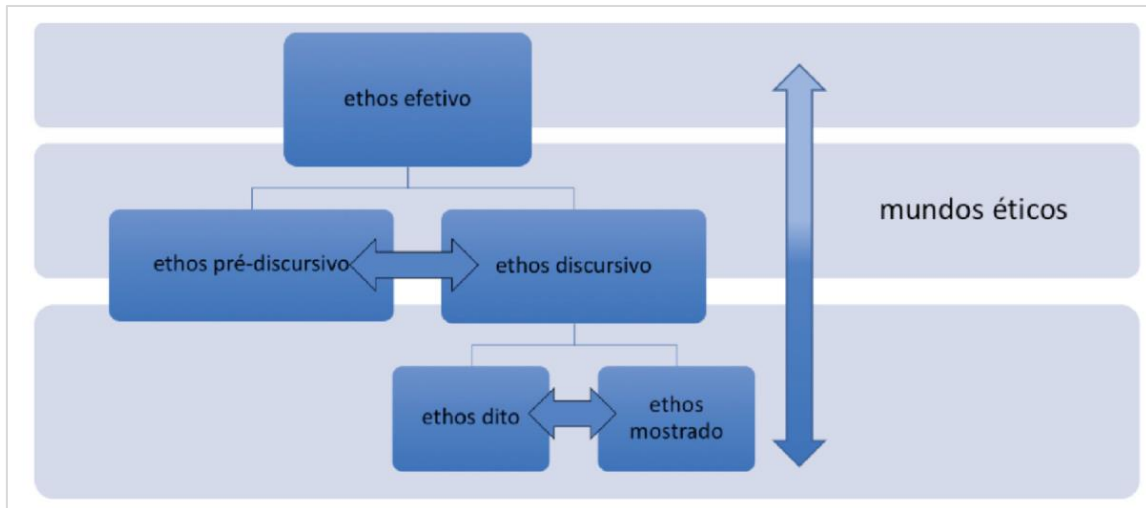 ethos efetivo
mundos éticos
ethos pré-discursivo
ethos discursivo
ethos dito
ethos
mostrado